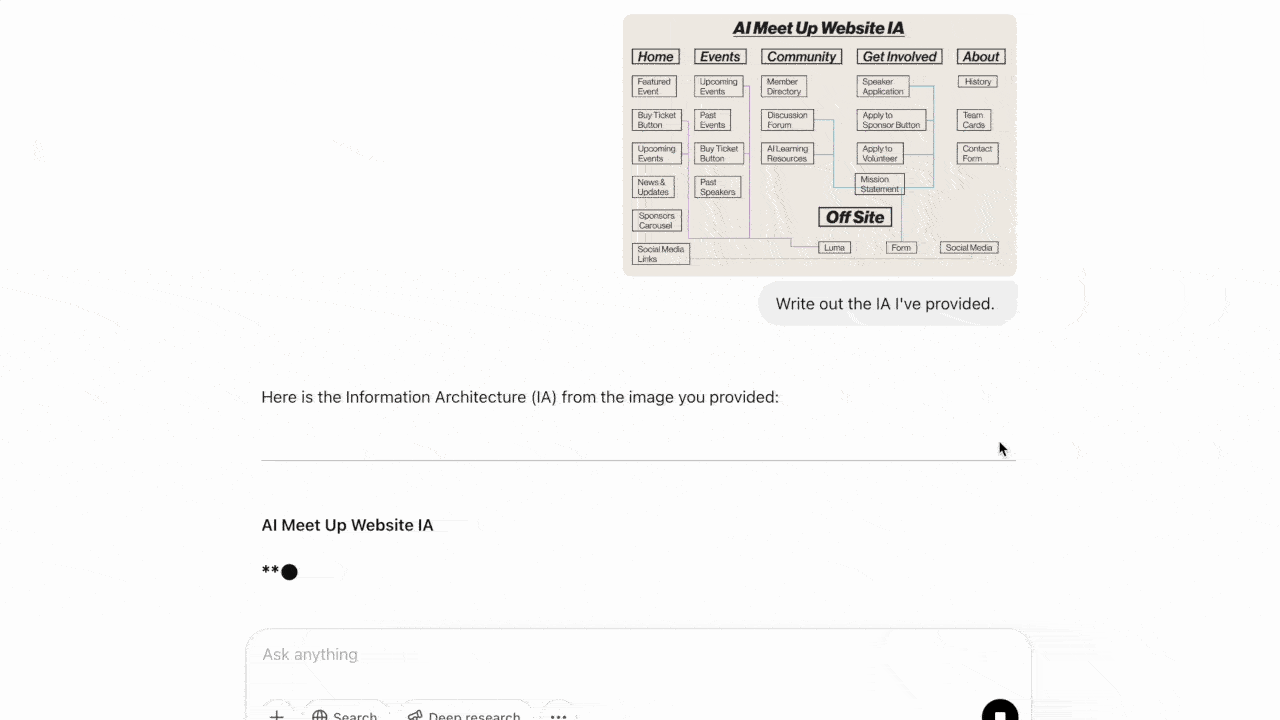 AI Meet Up Website IA
Home
Events
Community
Get Involved
About
Featured
Event
Upcoming
Events
Member
Directory
Speaker
Application
History
Buy Ticket
Button
Past
Events
Discussion
Forum
Apply to
Sponsor Button
Team
Cards
Upcoming
Events
Buy Ticket
Button
AI Learning
Resources
Apply to
Volunteer
Contact
Form
News &
Updates
Past
Speakers
Mission
Statement
Sponsors
Carousel
Off Site
Social Media
Links
Luma
Form
Social Media
Write out the IA I've provided.
Here is the Information Architecture (IA) from the image you provided:
AI Meet Up Website IA
**
Ask anything
Search
Deep research